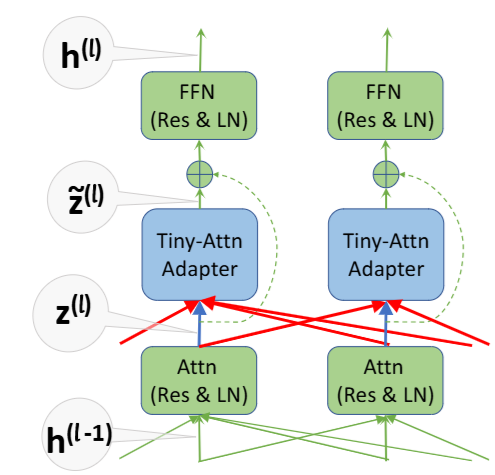 h^(l)
FFN
(Res & LN)
FFN
(Res & LN)
z̃^(l)
Tiny-Attn
Adapter
Tiny-Attn
Adapter
z^(l)
Attn
(Res & LN)
Attn
(Res & LN)
h^(l-1)